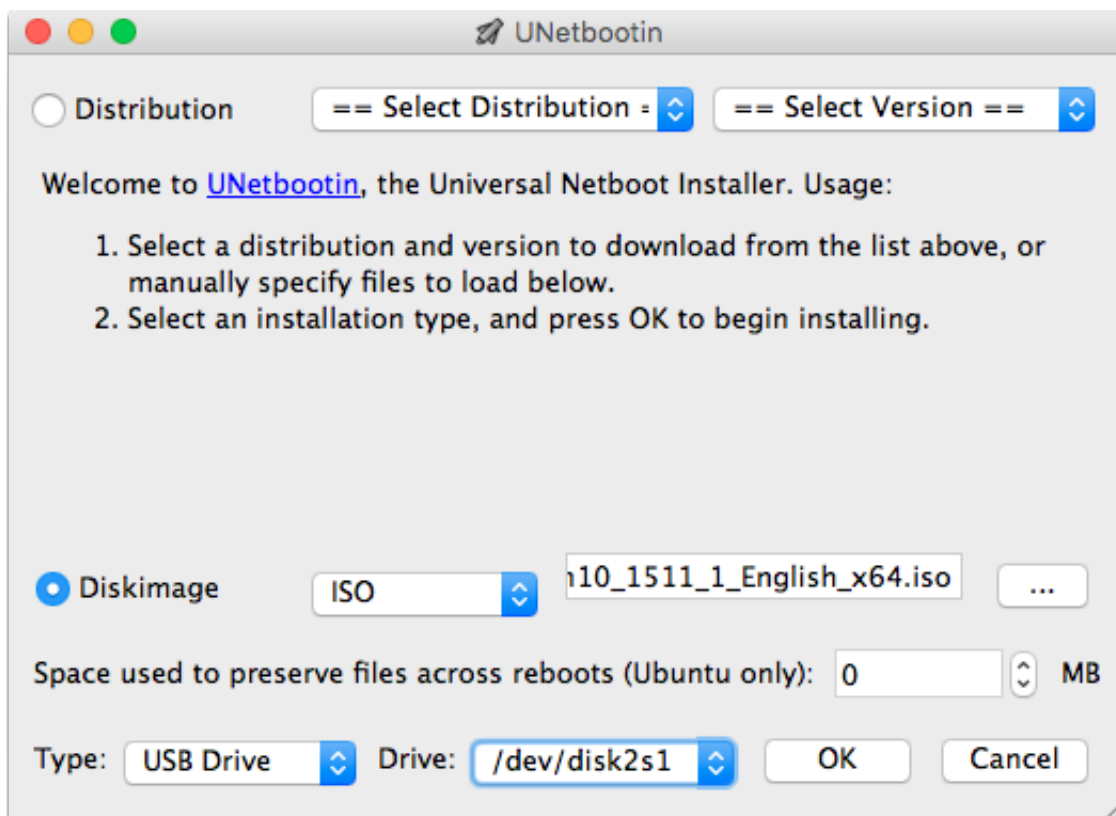 UNetbootin
Distribution == Select Distribution = == Select Version ==
Welcome to UNetbootin, the Universal Netboot Installer. Usage:
1. Select a distribution and version to download from the list above, or
manually specify files to load below.
2. Select an installation type, and press OK to begin installing.
Diskimage ISO 10_1511_1_English_x64.iso ...
Space used to preserve files across reboots (Ubuntu only): 0 MB
Type: USB Drive Drive: /dev/disk2s1 OK Cancel